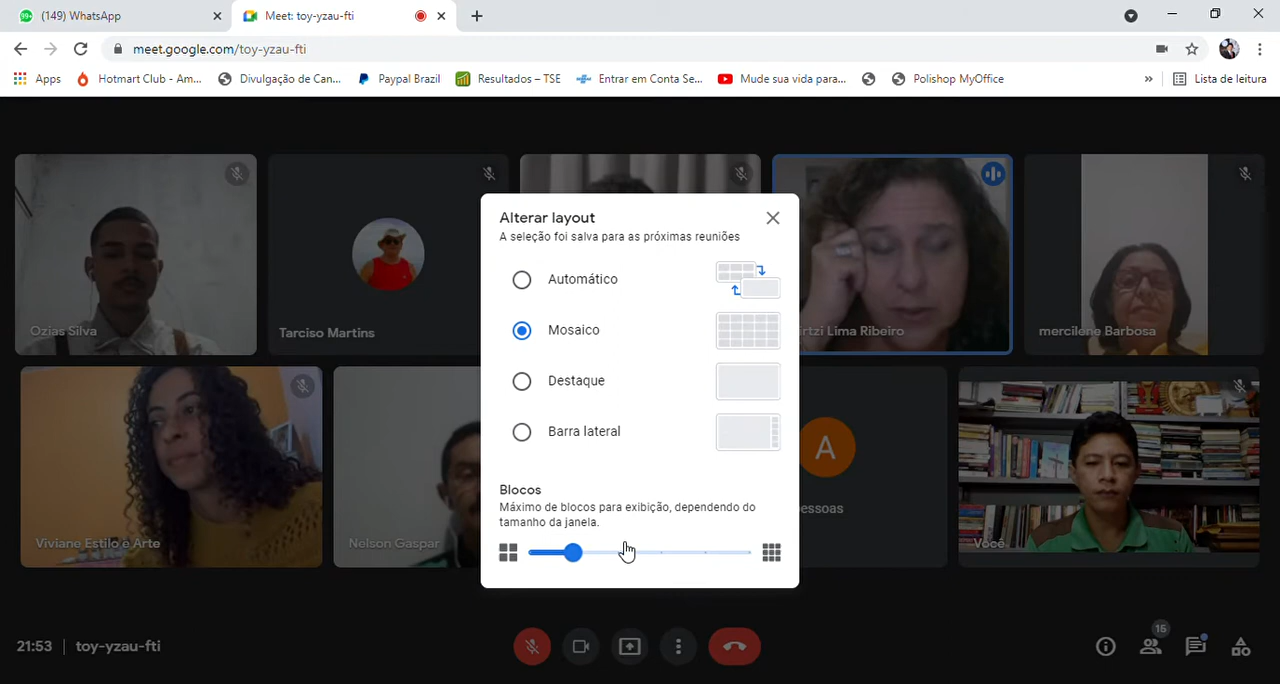 (149) WhatsApp
Meet: toy-yzau-fti
meet.google.com/toy-yzau-fti
Apps
Hotmart Club - Am...
Divulgação de Can...
Paypal Brazil
Resultados – TSE
Entrar em Conta Se...
Mude sua vida para...
Polishop MyOffice
»
Lista de leitura
Alterar layout
A seleção foi salva para as próximas reuniões
Automático
Mosaico
Destaque
Barra lateral
Blocos
Máximo de blocos para exibição, dependendo do
tamanho da janela.
Ozias Silva
Tarciso Martins
Lima Ribeiro
mercilene Barbosa
Viviane Estilo e Arte
Nelson Gaspar
A
Você
21:53 | toy-yzau-fti
15